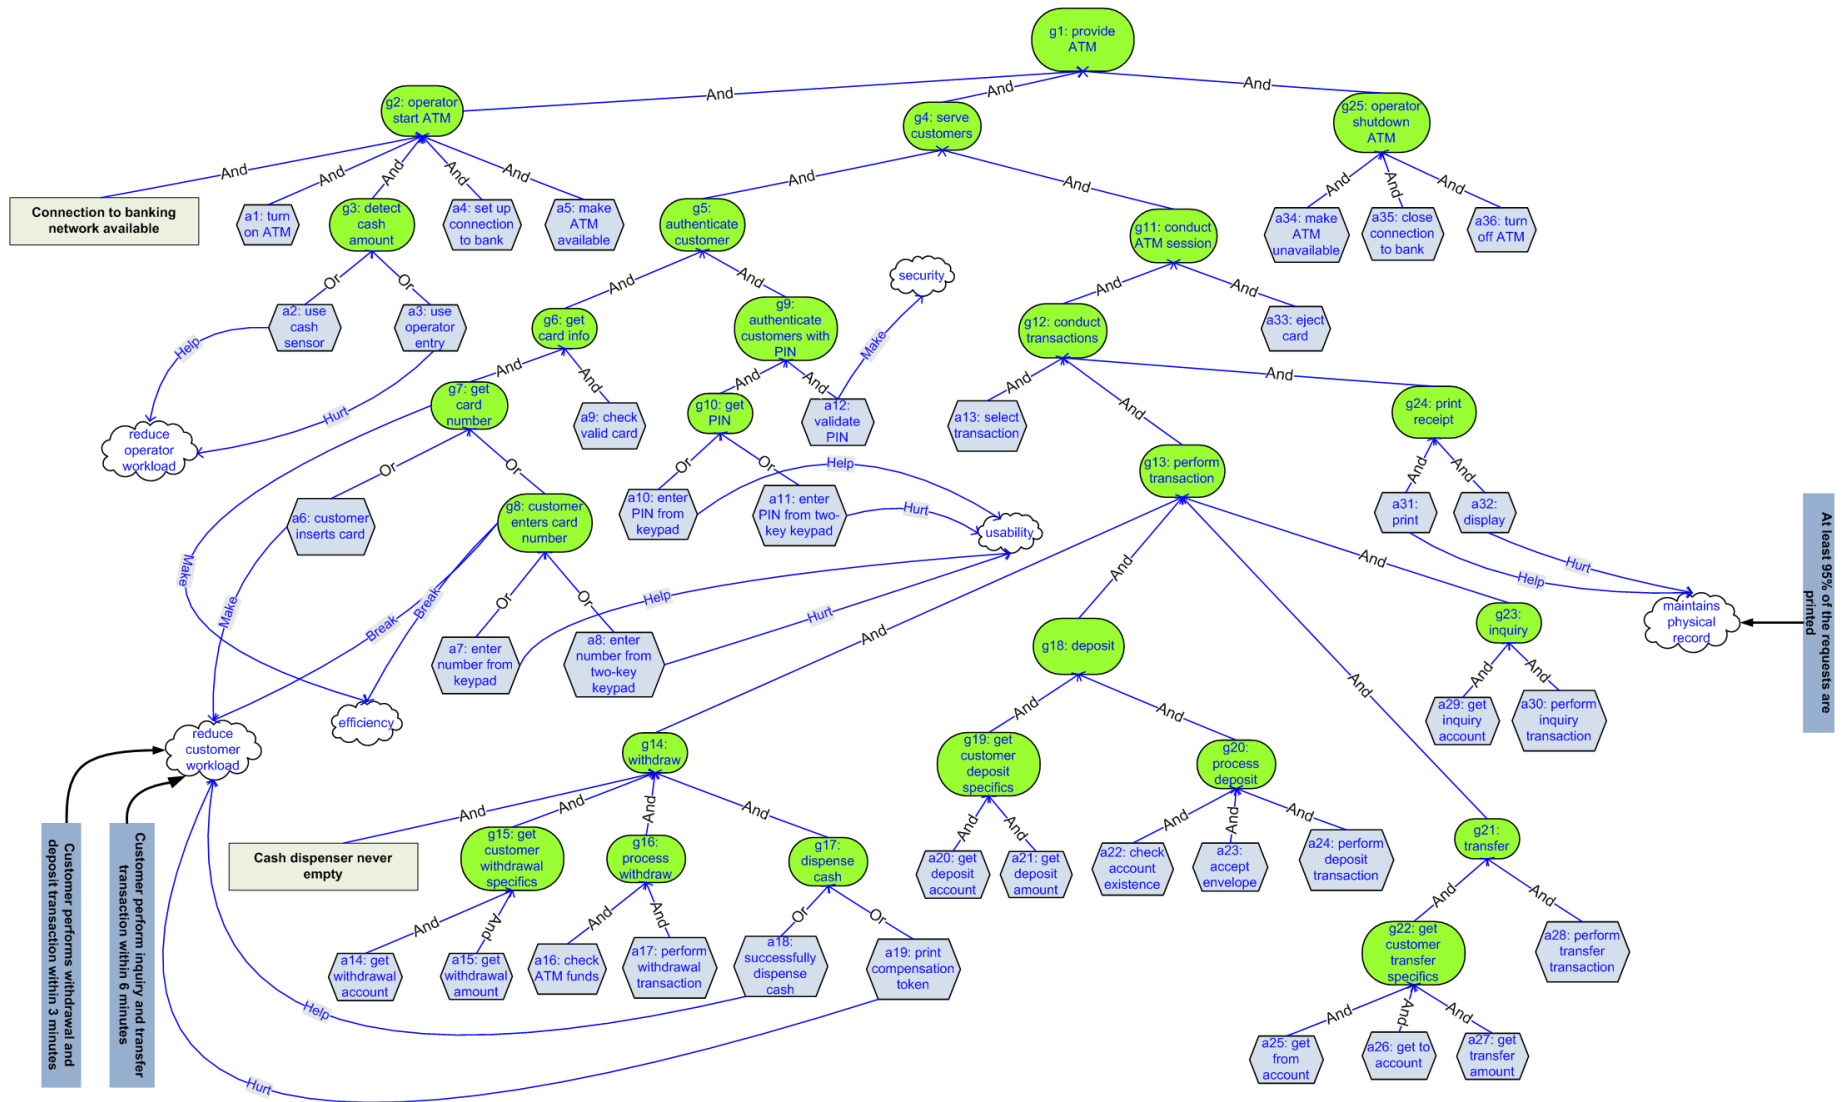 g1: provide
ATM
And
And
And
g2: operator
start ATM
g4: serve
customers
g25: operator
shutdown
ATM
And
And
And
And
And
And
And
And
And
And
Connection to banking
network available
a1: turn
on ATM
g3: detect
cash
amount
a4: set up
connection
to bank
a5: make
ATM
available
g5:
authenticate
customer
g11: conduct
ATM session
a34: make
ATM
unavailable
a35: close
connection
to bank
a36: turn
off ATM
Or
Or
And
And
security
And
And
a2: use
cash
sensor
a3: use
operator
entry
g6: get
card info
g9:
authenticate
customers with
PIN
g12: conduct
transactions
a33: eject
card
Help
Hurt
Make
And
And
And
And
And
And
And
reduce
operator
workload
g7: get
card
number
a9: check
valid card
g10: get
PIN
a12:
validate
PIN
a13: select
transaction
g13: perform
transaction
g24: print
receipt
Or
Or
Or
Or
Help
Hurt
And
And
a6: customer
inserts card
g8: customer
enters card
number
a10: enter
PIN from
keypad
a11: enter
PIN from two-
key keypad
usability
a31:
print
a32:
display
At least 95% of the requests are
printed
Make
Make
Break
Break
Or
Or
Help
Hurt
And
And
And
And
Help
Hurt
a7: enter
number from
keypad
a8: enter
number from
two-key
keypad
g18: deposit
g23:
inquiry
maintains
physical
record
efficiency
reduce
customer
workload
And
And
And
And
g14:
withdraw
g19: get
customer
deposit
specifics
g20:
process
deposit
a29: get
inquiry
account
a30: perform
inquiry
transaction
And
And
And
And
And
And
And
And
And
Customer performs withdrawal and
deposit transaction within 3 minutes
Customer perform inquiry and transfer
transaction within 6 minutes
Cash dispenser never
empty
g15: get
customer
withdrawal
specifics
g16:
process
withdraw
g17:
dispense
cash
a20: get
deposit
account
a21: get
deposit
amount
a22: check
account
existence
a23:
accept
envelope
a24: perform
deposit
transaction
g21:
transfer
And
And
And
And
Or
Or
And
And
a14: get
withdrawal
account
a15: get
withdrawal
amount
a16: check
ATM funds
a17: perform
withdrawal
transaction
a18:
successfully
dispense
cash
a19: print
compensation
token
g22: get
customer
transfer
specifics
a28: perform
transfer
transaction
Help
Hurt
And
And
And
a25: get
from
account
a26: get to
account
a27: get
transfer
amount